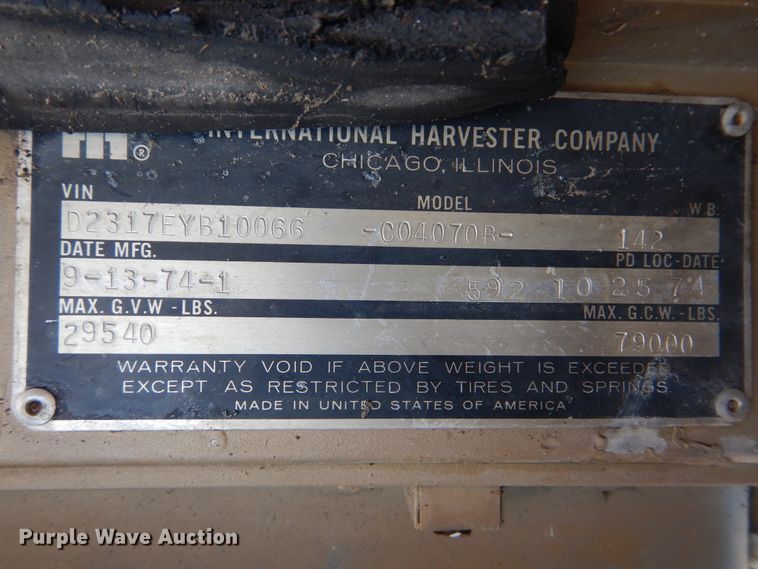 INTERNATIONAL HARVESTER COMPANY
®
CHICAGO, ILLINOIS
VIN MODEL W.B.
D2317EYB10066 -CO4070B- 142
DATE MFG. PD LOC-DATE
9-13-74-1 592 10 25 74
MAX. G.V.W -LBS. MAX. G.C.W.-LBS.
29540 79000
WARRANTY VOID IF ABOVE WEIGHT IS EXCEEDED
EXCEPT AS RESTRICTED BY TIRES AND SPRINGS
MADE IN UNITED STATES OF AMERICA
Purple Wave Auction